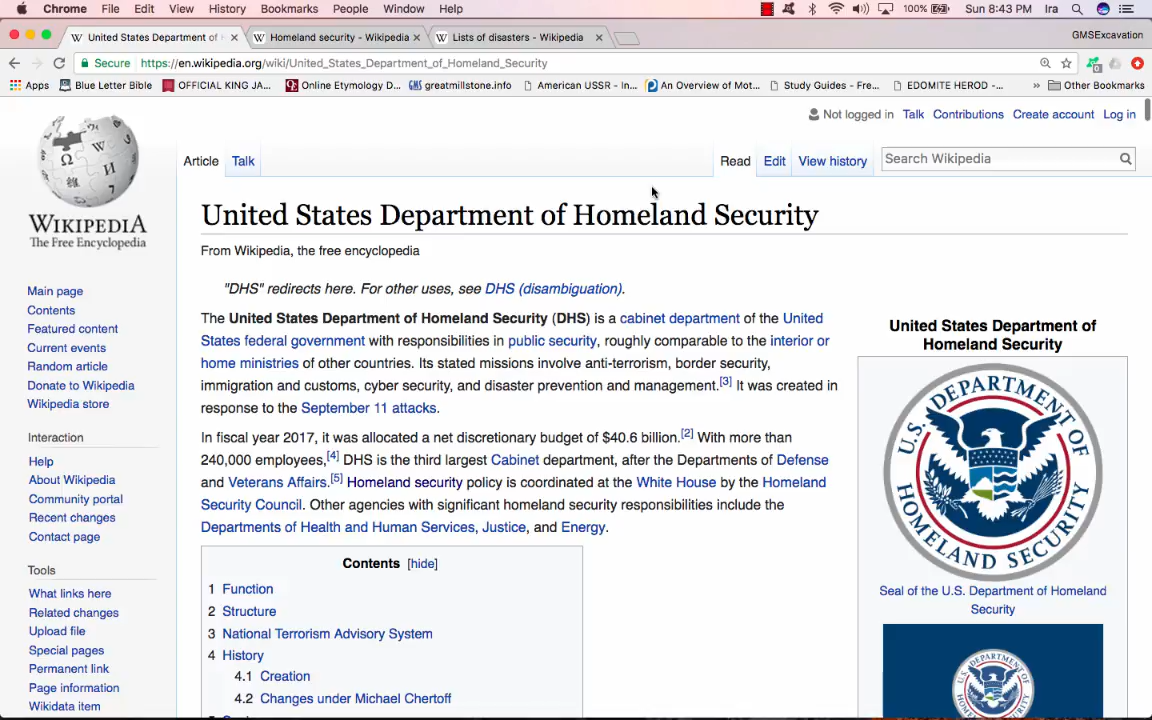 Chrome File Edit View History Bookmarks People Window Help 100% Sun 8:43 PM Ira
United States Department of Homeland security - Wikipedia Lists of disasters - Wikipedia GMSExcavation
Secure https://en.wikipedia.org/wiki/United_States_Department_of_Homeland_Security
Apps Blue Letter Bible OFFICIAL KING JA... Online Etymology D... greatmillstone.info American USSR - In... An Overview of Mot... Study Guides - Fre... EDOMITE HEROD -... » Other Bookmarks
Not logged in Talk Contributions Create account Log in
Article Talk Read Edit View history Search Wikipedia
WIKIPEDIA
The Free Encyclopedia
United States Department of Homeland Security
From Wikipedia, the free encyclopedia
"DHS" redirects here. For other uses, see DHS (disambiguation).
The United States Department of Homeland Security (DHS) is a cabinet department of the United
States federal government with responsibilities in public security, roughly comparable to the interior or
home ministries of other countries. Its stated missions involve anti-terrorism, border security,
immigration and customs, cyber security, and disaster prevention and management.[3] It was created in
response to the September 11 attacks.
In fiscal year 2017, it was allocated a net discretionary budget of $40.6 billion.[2] With more than
240,000 employees,[4] DHS is the third largest Cabinet department, after the Departments of Defense
and Veterans Affairs.[5] Homeland security policy is coordinated at the White House by the Homeland
Security Council. Other agencies with significant homeland security responsibilities include the
Departments of Health and Human Services, Justice, and Energy.
Contents [hide]
1 Function
2 Structure
3 National Terrorism Advisory System
4 History
4.1 Creation
4.2 Changes under Michael Chertoff
Main page
Contents
Featured content
Current events
Random article
Donate to Wikipedia
Wikipedia store
Interaction
Help
About Wikipedia
Community portal
Recent changes
Contact page
Tools
What links here
Related changes
Upload file
Special pages
Permanent link
Page information
Wikidata item
United States Department of
Homeland Security
U.S. DEPARTMENT OF
HOMELAND SECURITY
Seal of the U.S. Department of Homeland
Security